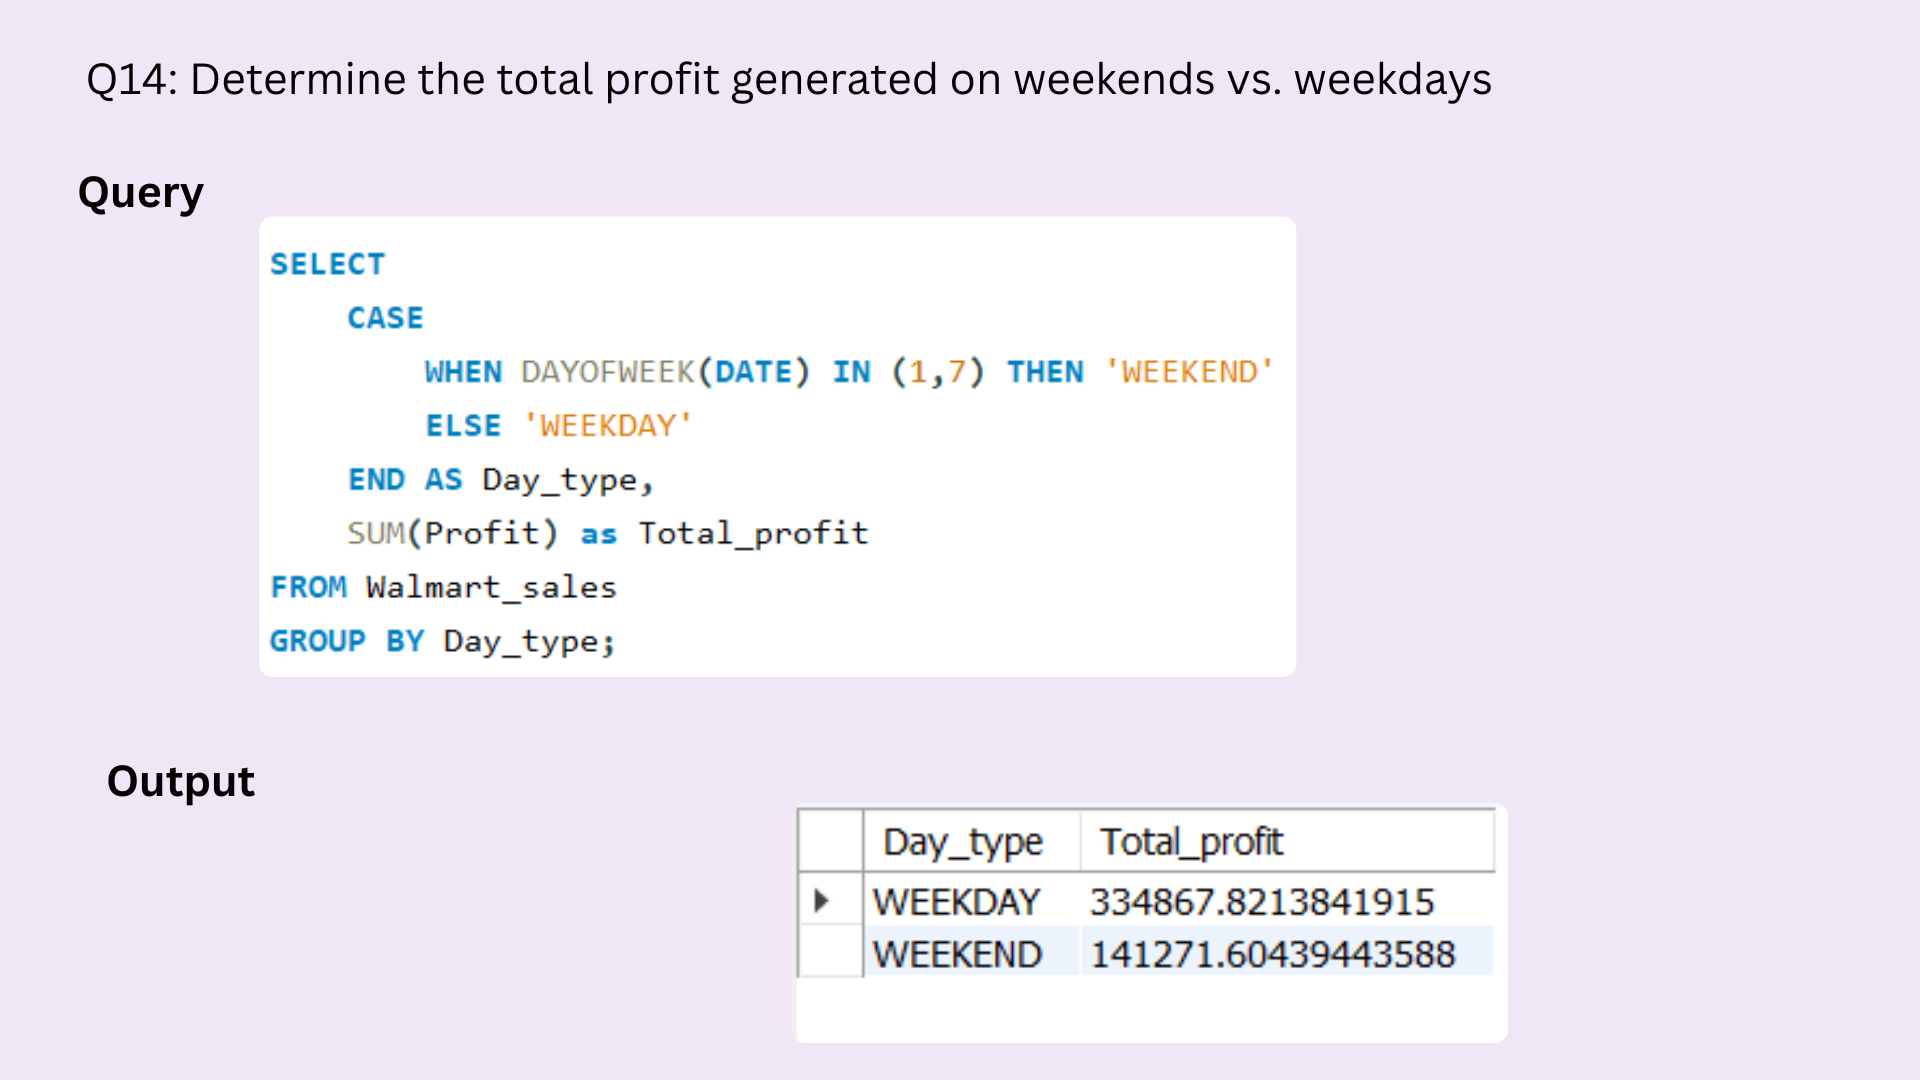 Q14: Determine the total profit generated on weekends vs. weekdays
Query
SELECT
CASE
WHEN DAYOFWEEK(DATE) IN (1,7) THEN 'WEEKEND'
ELSE 'WEEKDAY'
END AS Day_type,
SUM(Profit) as Total_profit
FROM Walmart_sales
GROUP BY Day_type;
Output
Day_type Total_profit
WEEKDAY 334867.8213841915
WEEKEND 141271.60439443588